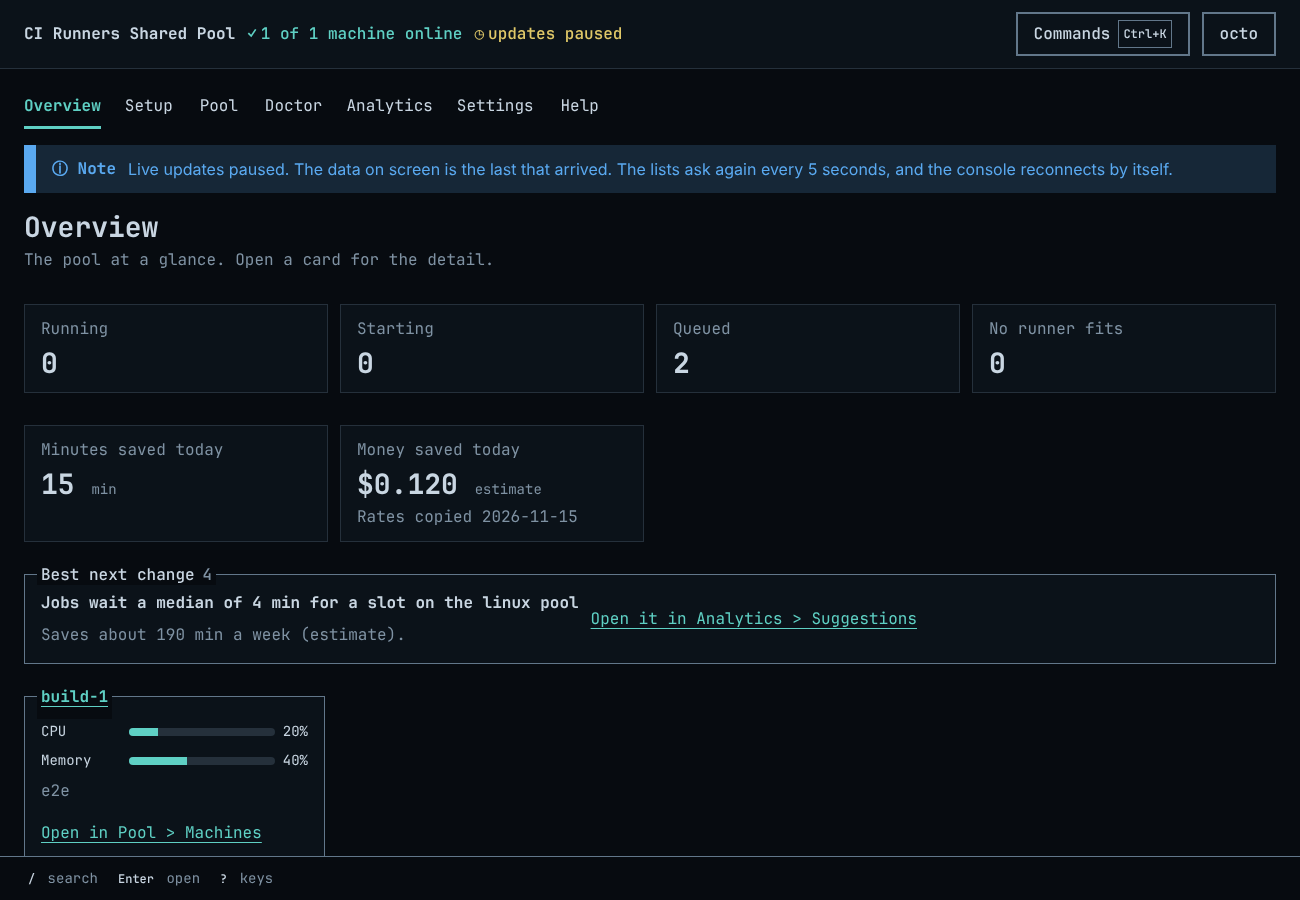 CI Runners Shared Pool ✓1 of 1 machine online ◷updates paused Commands Ctrl+K octo
Overview Setup Pool Doctor Analytics Settings Help
ⓘ Note Live updates paused. The data on screen is the last that arrived. The lists ask again every 5 seconds, and the console reconnects by itself.
Overview
The pool at a glance. Open a card for the detail.
Running
0
Starting
0
Queued
2
No runner fits
0
Minutes saved today
15 min
Money saved today
$0.120 estimate
Rates copied 2026-11-15
Best next change 4
Jobs wait a median of 4 min for a slot on the linux pool
Saves about 190 min a week (estimate).
Open it in Analytics > Suggestions
build-1
CPU 20%
Memory 40%
e2e
Open in Pool > Machines
/ search Enter open ? keys